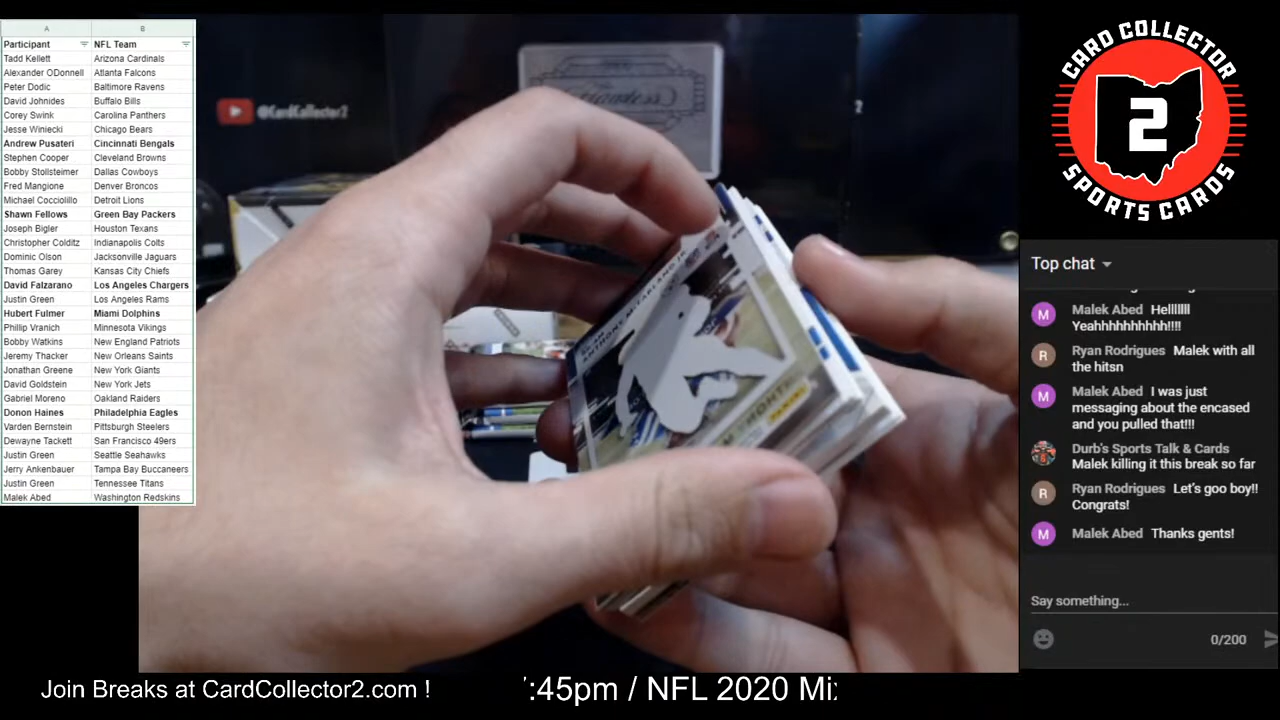 A B
Participant NFL Team
Tadd Kellett Arizona Cardinals
Alexander ODonnell Atlanta Falcons
Peter Dodic Baltimore Ravens
David Johnides Buffalo Bills
Corey Swink Carolina Panthers
Jesse Winiecki Chicago Bears
Andrew Pusateri Cincinnati Bengals
Stephen Cooper Cleveland Browns
Bobby Stollsteimer Dallas Cowboys
Fred Mangione Denver Broncos
Michael Cocciolillo Detroit Lions
Shawn Fellows Green Bay Packers
Joseph Bigler Houston Texans
Christopher Colditz Indianapolis Colts
Dominic Olson Jacksonville Jaguars
Thomas Garey Kansas City Chiefs
David Falzarano Los Angeles Chargers
Justin Green Los Angeles Rams
Hubert Fulmer Miami Dolphins
Phillip Vranich Minnesota Vikings
Bobby Watkins New England Patriots
Jeremy Thacker New Orleans Saints
Jonathan Greene New York Giants
David Goldstein New York Jets
Gabriel Moreno Oakland Raiders
Donon Haines Philadelphia Eagles
Varden Bernstein Pittsburgh Steelers
Dewayne Tackett San Francisco 49ers
Justin Green Seattle Seahawks
Jerry Ankenbauer Tampa Bay Buccaneers
Justin Green Tennessee Titans
Malek Abed Washington Redskins
@CardCollector2
2
ANTHONY MCFARLAND JR
PANINI
CARD COLLECTOR
2
SPORTS CARDS
Top chat
M Malek Abed Helllllll
Yeahhhhhhhhh!!!!
R Ryan Rodrigues Malek with all
the hitsn
M Malek Abed I was just
messaging about the encased
and you pulled that!!!
Durb's Sports Talk & Cards
Malek killing it this break so far
R Ryan Rodrigues Let's goo boy!!
Congrats!
M Malek Abed Thanks gents!
Say something...
0/200
Join Breaks at CardCollector2.com !
:45pm / NFL 2020 Mix